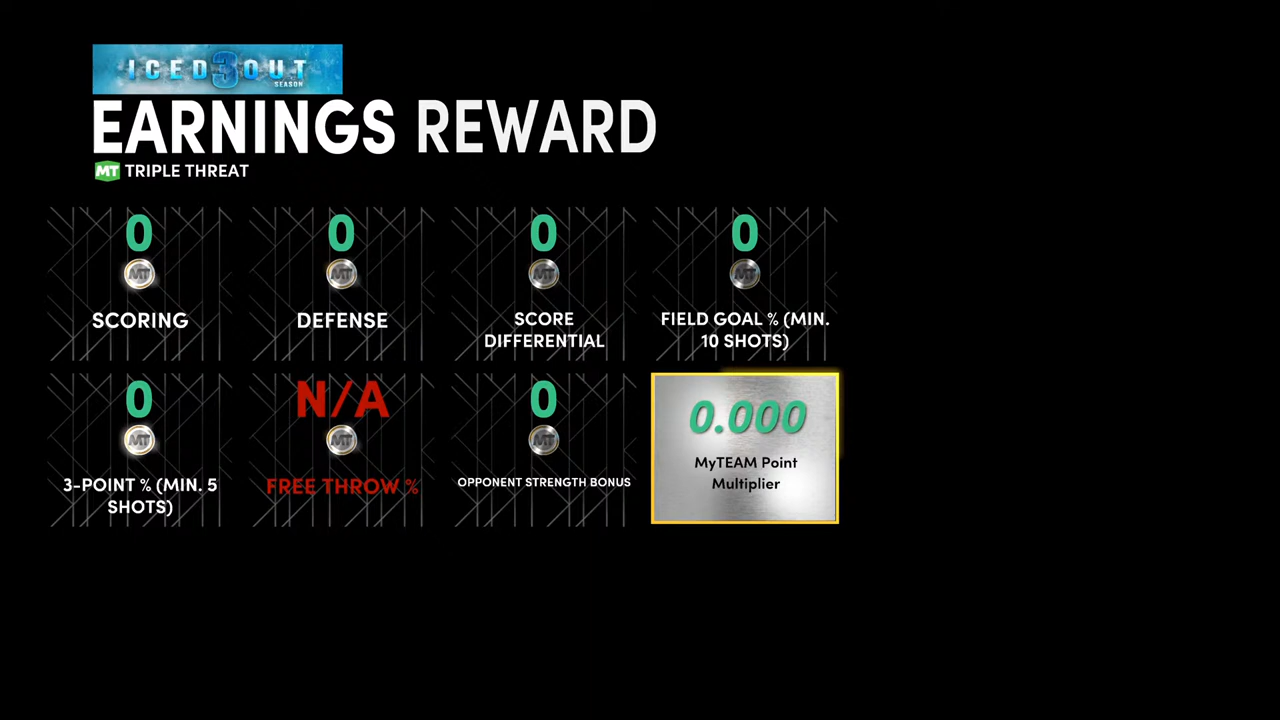 ICED 3 OUT
SEASON
EARNINGS REWARD
MT TRIPLE THREAT
0
MT
SCORING
0
MT
DEFENSE
0
MT
SCORE
DIFFERENTIAL
0
MT
FIELD GOAL % (MIN.
10 SHOTS)
0
MT
3-POINT % (MIN. 5
SHOTS)
N/A
MT
FREE THROW %
0
MT
OPPONENT STRENGTH BONUS
0.000
MyTEAM Point
Multiplier